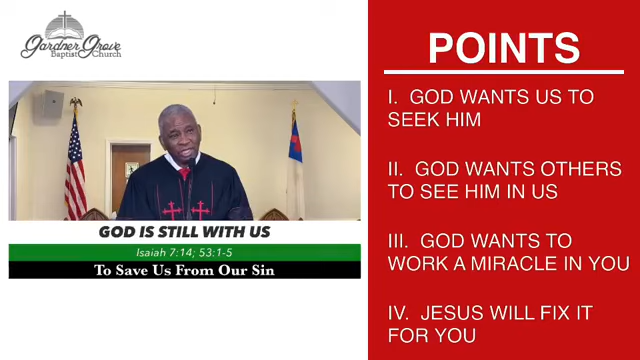 Gardner Grove
Baptist Church
GOD IS STILL WITH US
Isaiah 7:14; 53:1-5
To Save Us From Our Sin
POINTS
I. GOD WANTS US TO
SEEK HIM
II. GOD WANTS OTHERS
TO SEE HIM IN US
III. GOD WANTS TO
WORK A MIRACLE IN YOU
IV. JESUS WILL FIX IT
FOR YOU